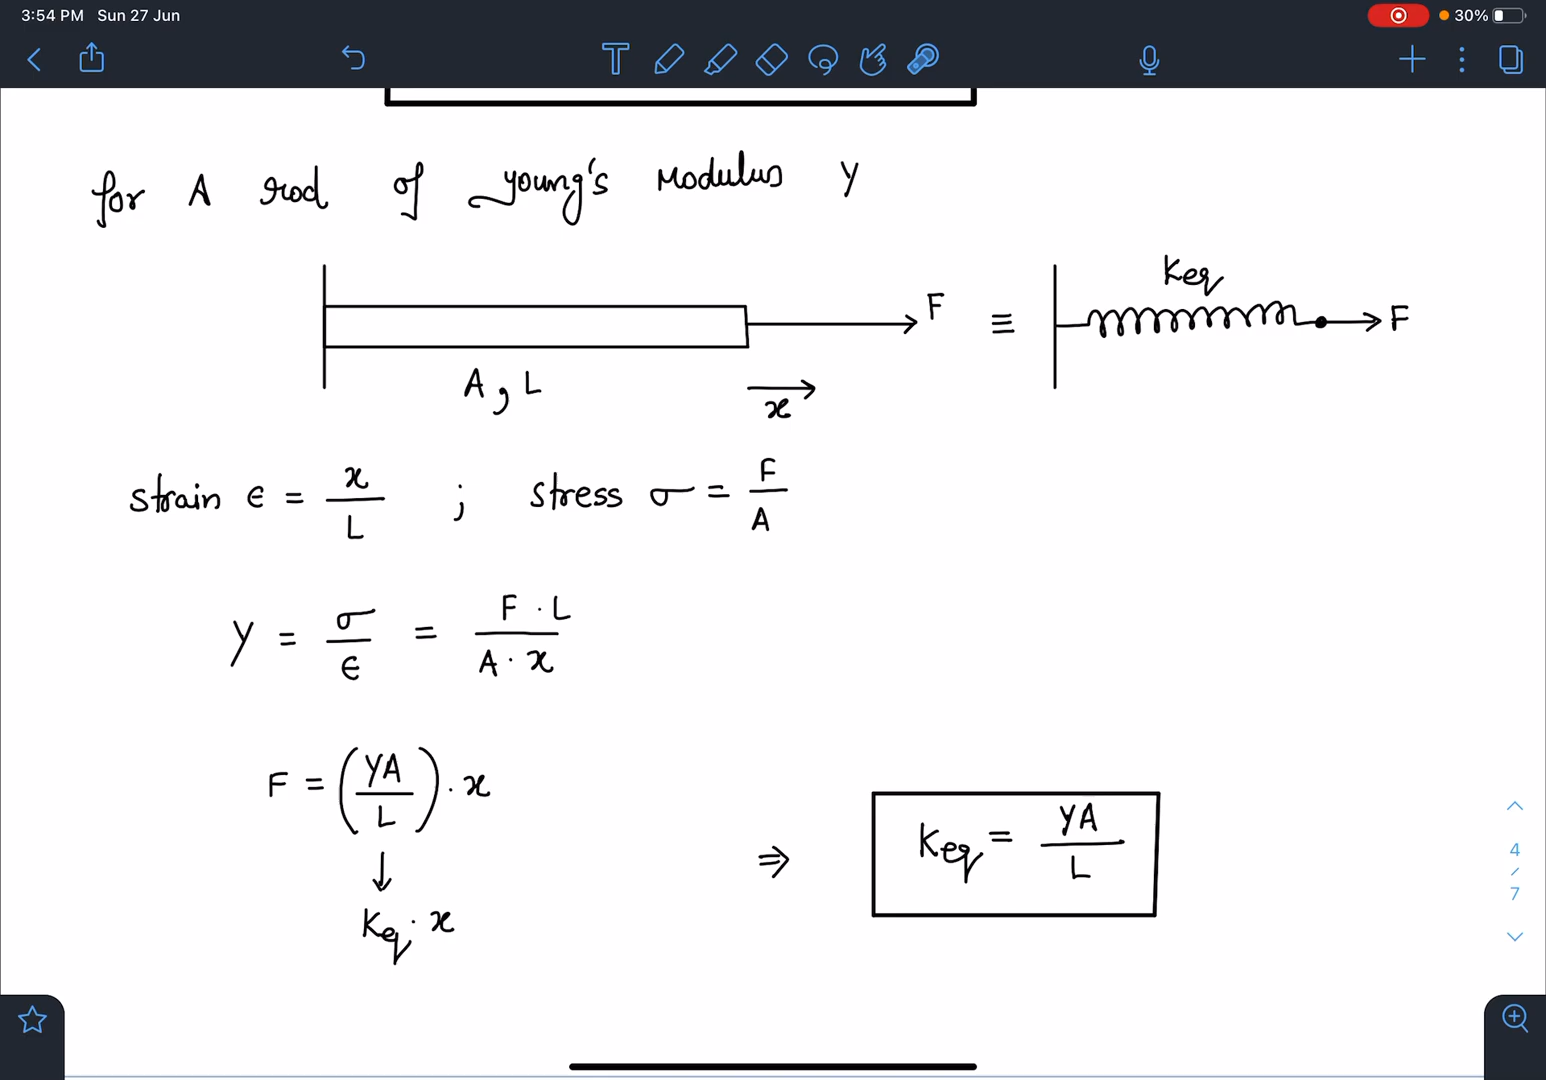 3:54 PM Sun 27 Jun
30%
T
for A rod of young's Modulus Y
F
≡
Keq
F
A, L
x
strain ϵ = x/L ; stress σ = F/A
Y = σ/ϵ = F·L/A·x
F = (YA/L)·x
↓
Keq·x
⇒ Keq = YA/L
4/7